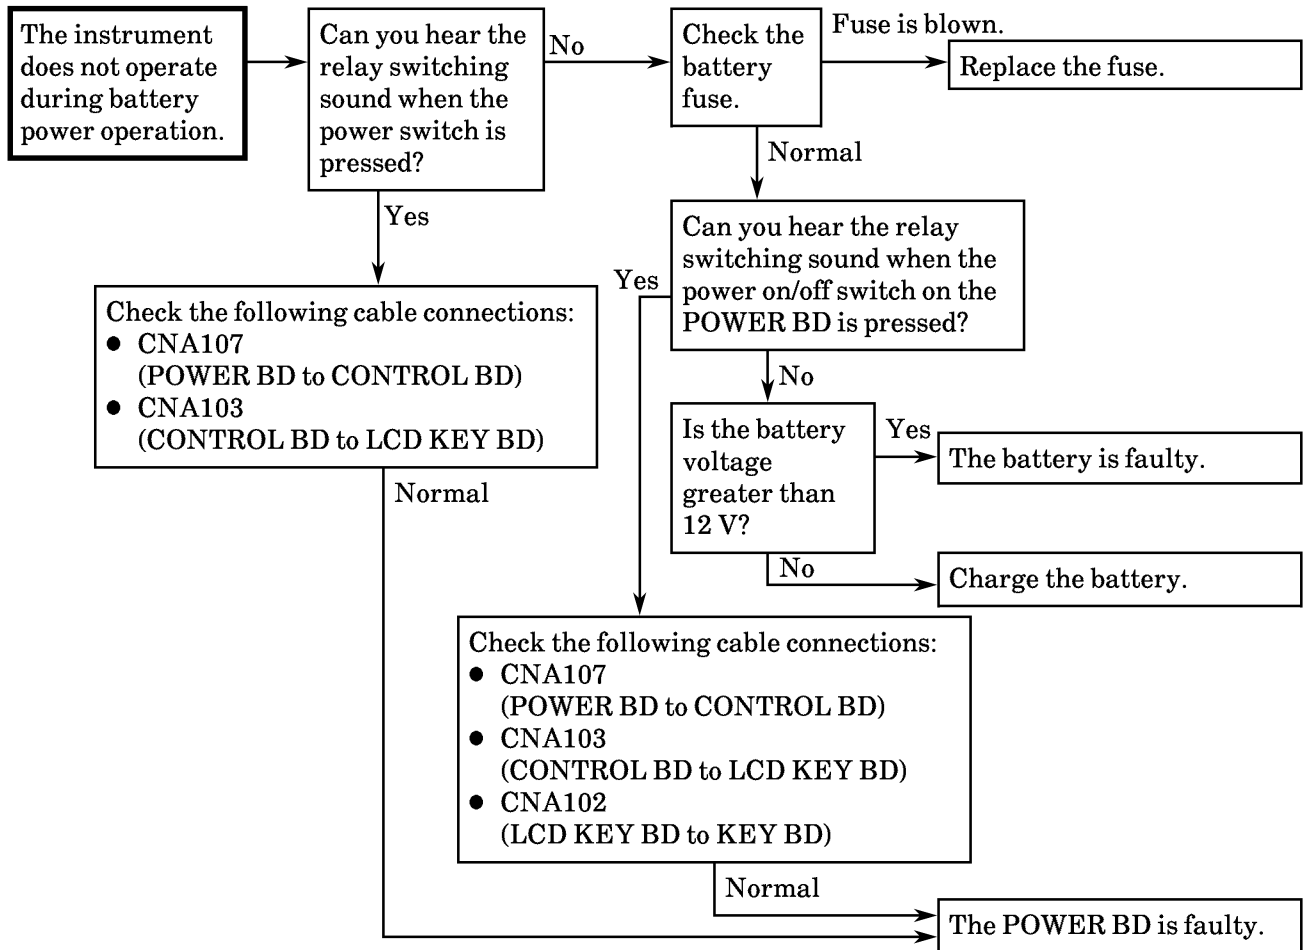 The instrument
does not operate
during battery
power operation.
Can you hear the
relay switching
sound when the
power switch is
pressed?
No
Check the
battery
fuse.
Fuse is blown.
Replace the fuse.
Normal
Yes
Can you hear the relay
switching sound when the
power on/off switch on the
POWER BD is pressed?
Yes
Check the following cable connections:
● CNA107
(POWER BD to CONTROL BD)
● CNA103
(CONTROL BD to LCD KEY BD)
Normal
No
Is the battery
voltage
greater than
12 V?
Yes
The battery is faulty.
No
Charge the battery.
Check the following cable connections:
● CNA107
(POWER BD to CONTROL BD)
● CNA103
(CONTROL BD to LCD KEY BD)
● CNA102
(LCD KEY BD to KEY BD)
Normal
The POWER BD is faulty.